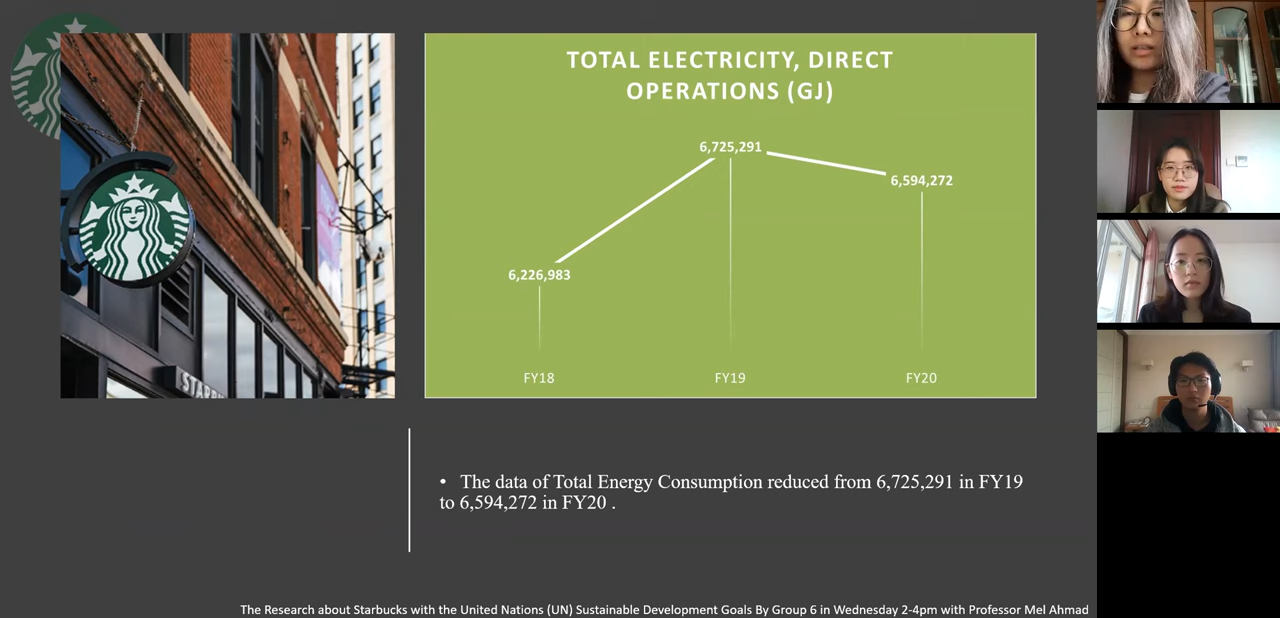 TOTAL ELECTRICITY, DIRECT
OPERATIONS (GJ)
6,725,291
6,594,272
6,226,983
FY18
FY19
FY20
• The data of Total Energy Consumption reduced from 6,725,291 in FY19
to 6,594,272 in FY20 .
The Research about Starbucks with the United Nations (UN) Sustainable Development Goals By Group 6 in Wednesday 2-4pm with Professor Mel Ahmad